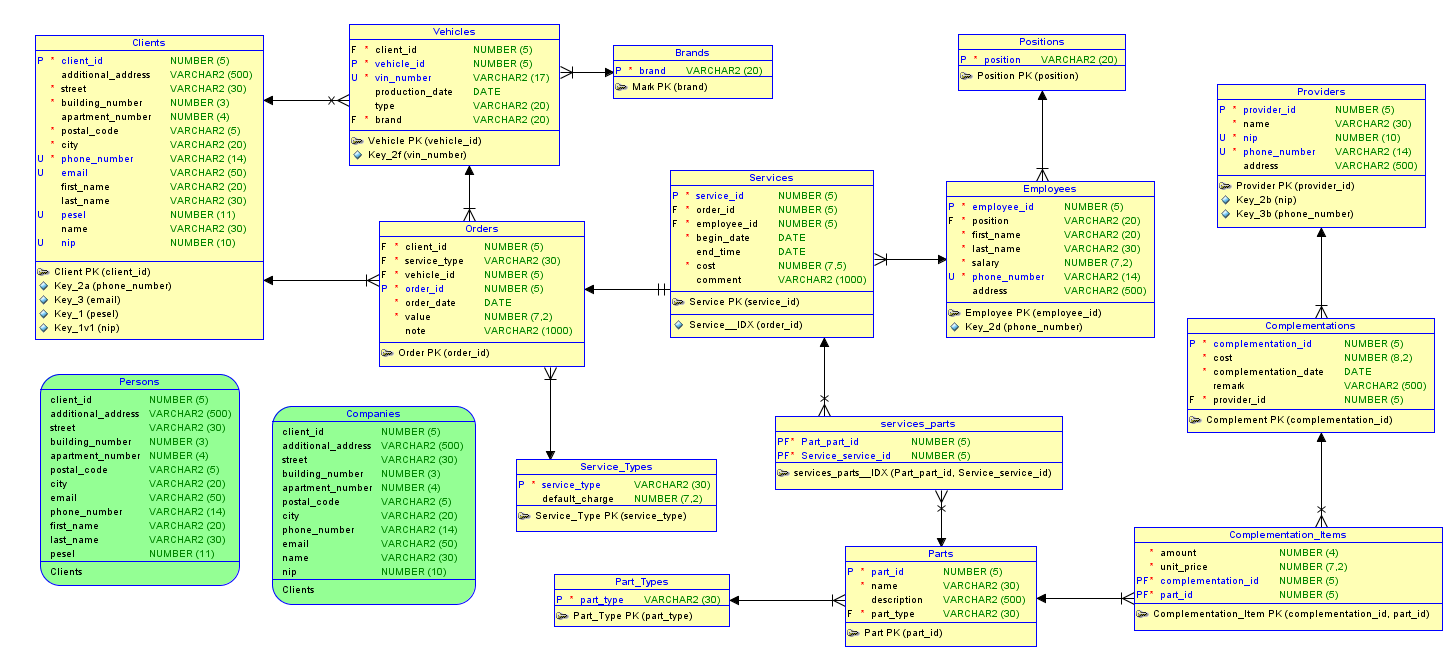 Clients
P * client_id NUMBER (5)
additional_address VARCHAR2 (500)
* street VARCHAR2 (30)
* building_number NUMBER (3)
apartment_number NUMBER (4)
* postal_code VARCHAR2 (5)
* city VARCHAR2 (20)
U * phone_number VARCHAR2 (14)
U email VARCHAR2 (50)
first_name VARCHAR2 (20)
last_name VARCHAR2 (30)
U pesel NUMBER (11)
name VARCHAR2 (30)
U nip NUMBER (10)
Client PK (client_id)
Key_2a (phone_number)
Key_3 (email)
Key_1 (pesel)
Key_1v1 (nip)
Vehicles
F * client_id NUMBER (5)
P * vehicle_id NUMBER (5)
U * vin_number VARCHAR2 (17)
production_date DATE
type VARCHAR2 (20)
F * brand VARCHAR2 (20)
Vehicle PK (vehicle_id)
Key_2f (vin_number)
Brands
P * brand VARCHAR2 (20)
Mark PK (brand)
Positions
P * position VARCHAR2 (20)
Position PK (position)
Providers
P * provider_id NUMBER (5)
* name VARCHAR2 (30)
U * nip NUMBER (10)
U * phone_number VARCHAR2 (14)
address VARCHAR2 (500)
Provider PK (provider_id)
Key_2b (nip)
Key_3b (phone_number)
Orders
F * client_id NUMBER (5)
F * service_type VARCHAR2 (30)
F * vehicle_id NUMBER (5)
P * order_id NUMBER (5)
* order_date DATE
* value NUMBER (7,2)
note VARCHAR2 (1000)
Order PK (order_id)
Services
P * service_id NUMBER (5)
F * order_id NUMBER (5)
F * employee_id NUMBER (5)
* begin_date DATE
end_time DATE
* cost NUMBER (7,5)
comment VARCHAR2 (1000)
Service PK (service_id)
Service__IDX (order_id)
Employees
P * employee_id NUMBER (5)
F * position VARCHAR2 (20)
* first_name VARCHAR2 (20)
* last_name VARCHAR2 (30)
* salary NUMBER (7,2)
U * phone_number VARCHAR2 (14)
address VARCHAR2 (500)
Employee PK (employee_id)
Key_2d (phone_number)
Complementations
P * complementation_id NUMBER (5)
* cost NUMBER (8,2)
* complementation_date DATE
remark VARCHAR2 (500)
F * provider_id NUMBER (5)
Complement PK (complementation_id)
Persons
client_id NUMBER (5)
additional_address VARCHAR2 (500)
street VARCHAR2 (30)
building_number NUMBER (3)
apartment_number NUMBER (4)
postal_code VARCHAR2 (5)
city VARCHAR2 (20)
email VARCHAR2 (50)
phone_number VARCHAR2 (14)
first_name VARCHAR2 (20)
last_name VARCHAR2 (30)
pesel NUMBER (11)
Clients
Companies
client_id NUMBER (5)
additional_address VARCHAR2 (500)
street VARCHAR2 (30)
building_number NUMBER (3)
apartment_number NUMBER (4)
postal_code VARCHAR2 (5)
city VARCHAR2 (20)
phone_number VARCHAR2 (14)
email VARCHAR2 (50)
name VARCHAR2 (30)
nip NUMBER (10)
Clients
Service_Types
P * service_type VARCHAR2 (30)
default_charge NUMBER (7,2)
Service_Type PK (service_type)
services_parts
PF* Part_part_id NUMBER (5)
PF* Service_service_id NUMBER (5)
services_parts__IDX (Part_part_id, Service_service_id)
Part_Types
P * part_type VARCHAR2 (30)
Part_Type PK (part_type)
Parts
P * part_id NUMBER (5)
* name VARCHAR2 (30)
description VARCHAR2 (500)
F * part_type VARCHAR2 (30)
Part PK (part_id)
Complementation_Items
* amount NUMBER (4)
* unit_price NUMBER (7,2)
PF* complementation_id NUMBER (5)
PF* part_id NUMBER (5)
Complementation_Item PK (complementation_id, part_id)